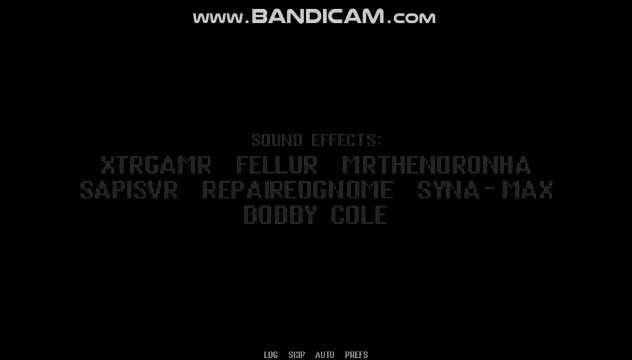 www.BANDICAM.com
SOUND EFFECTS:
XTRGAMR FELLUR MRTHENORONHA
SAPISVR REPAIREDGNOME SYNA-MAX
BOBBY COLE
LOG SKIP AUTO PREFS